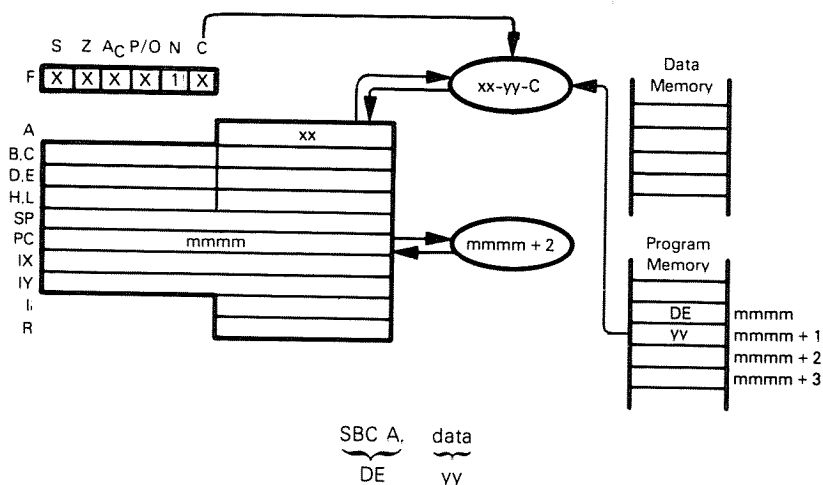 S Z AC P/O N C
F X X X X 1 X
xx-yy-C
Data
Memory
A xx
B,C
D,E
H,L
SP
PC mmmm
mmmm + 2
IX
IY
I
R
Program
Memory
DE mmmm
yy mmmm + 1
mmmm + 2
mmmm + 3
SBC A, data
DE yy